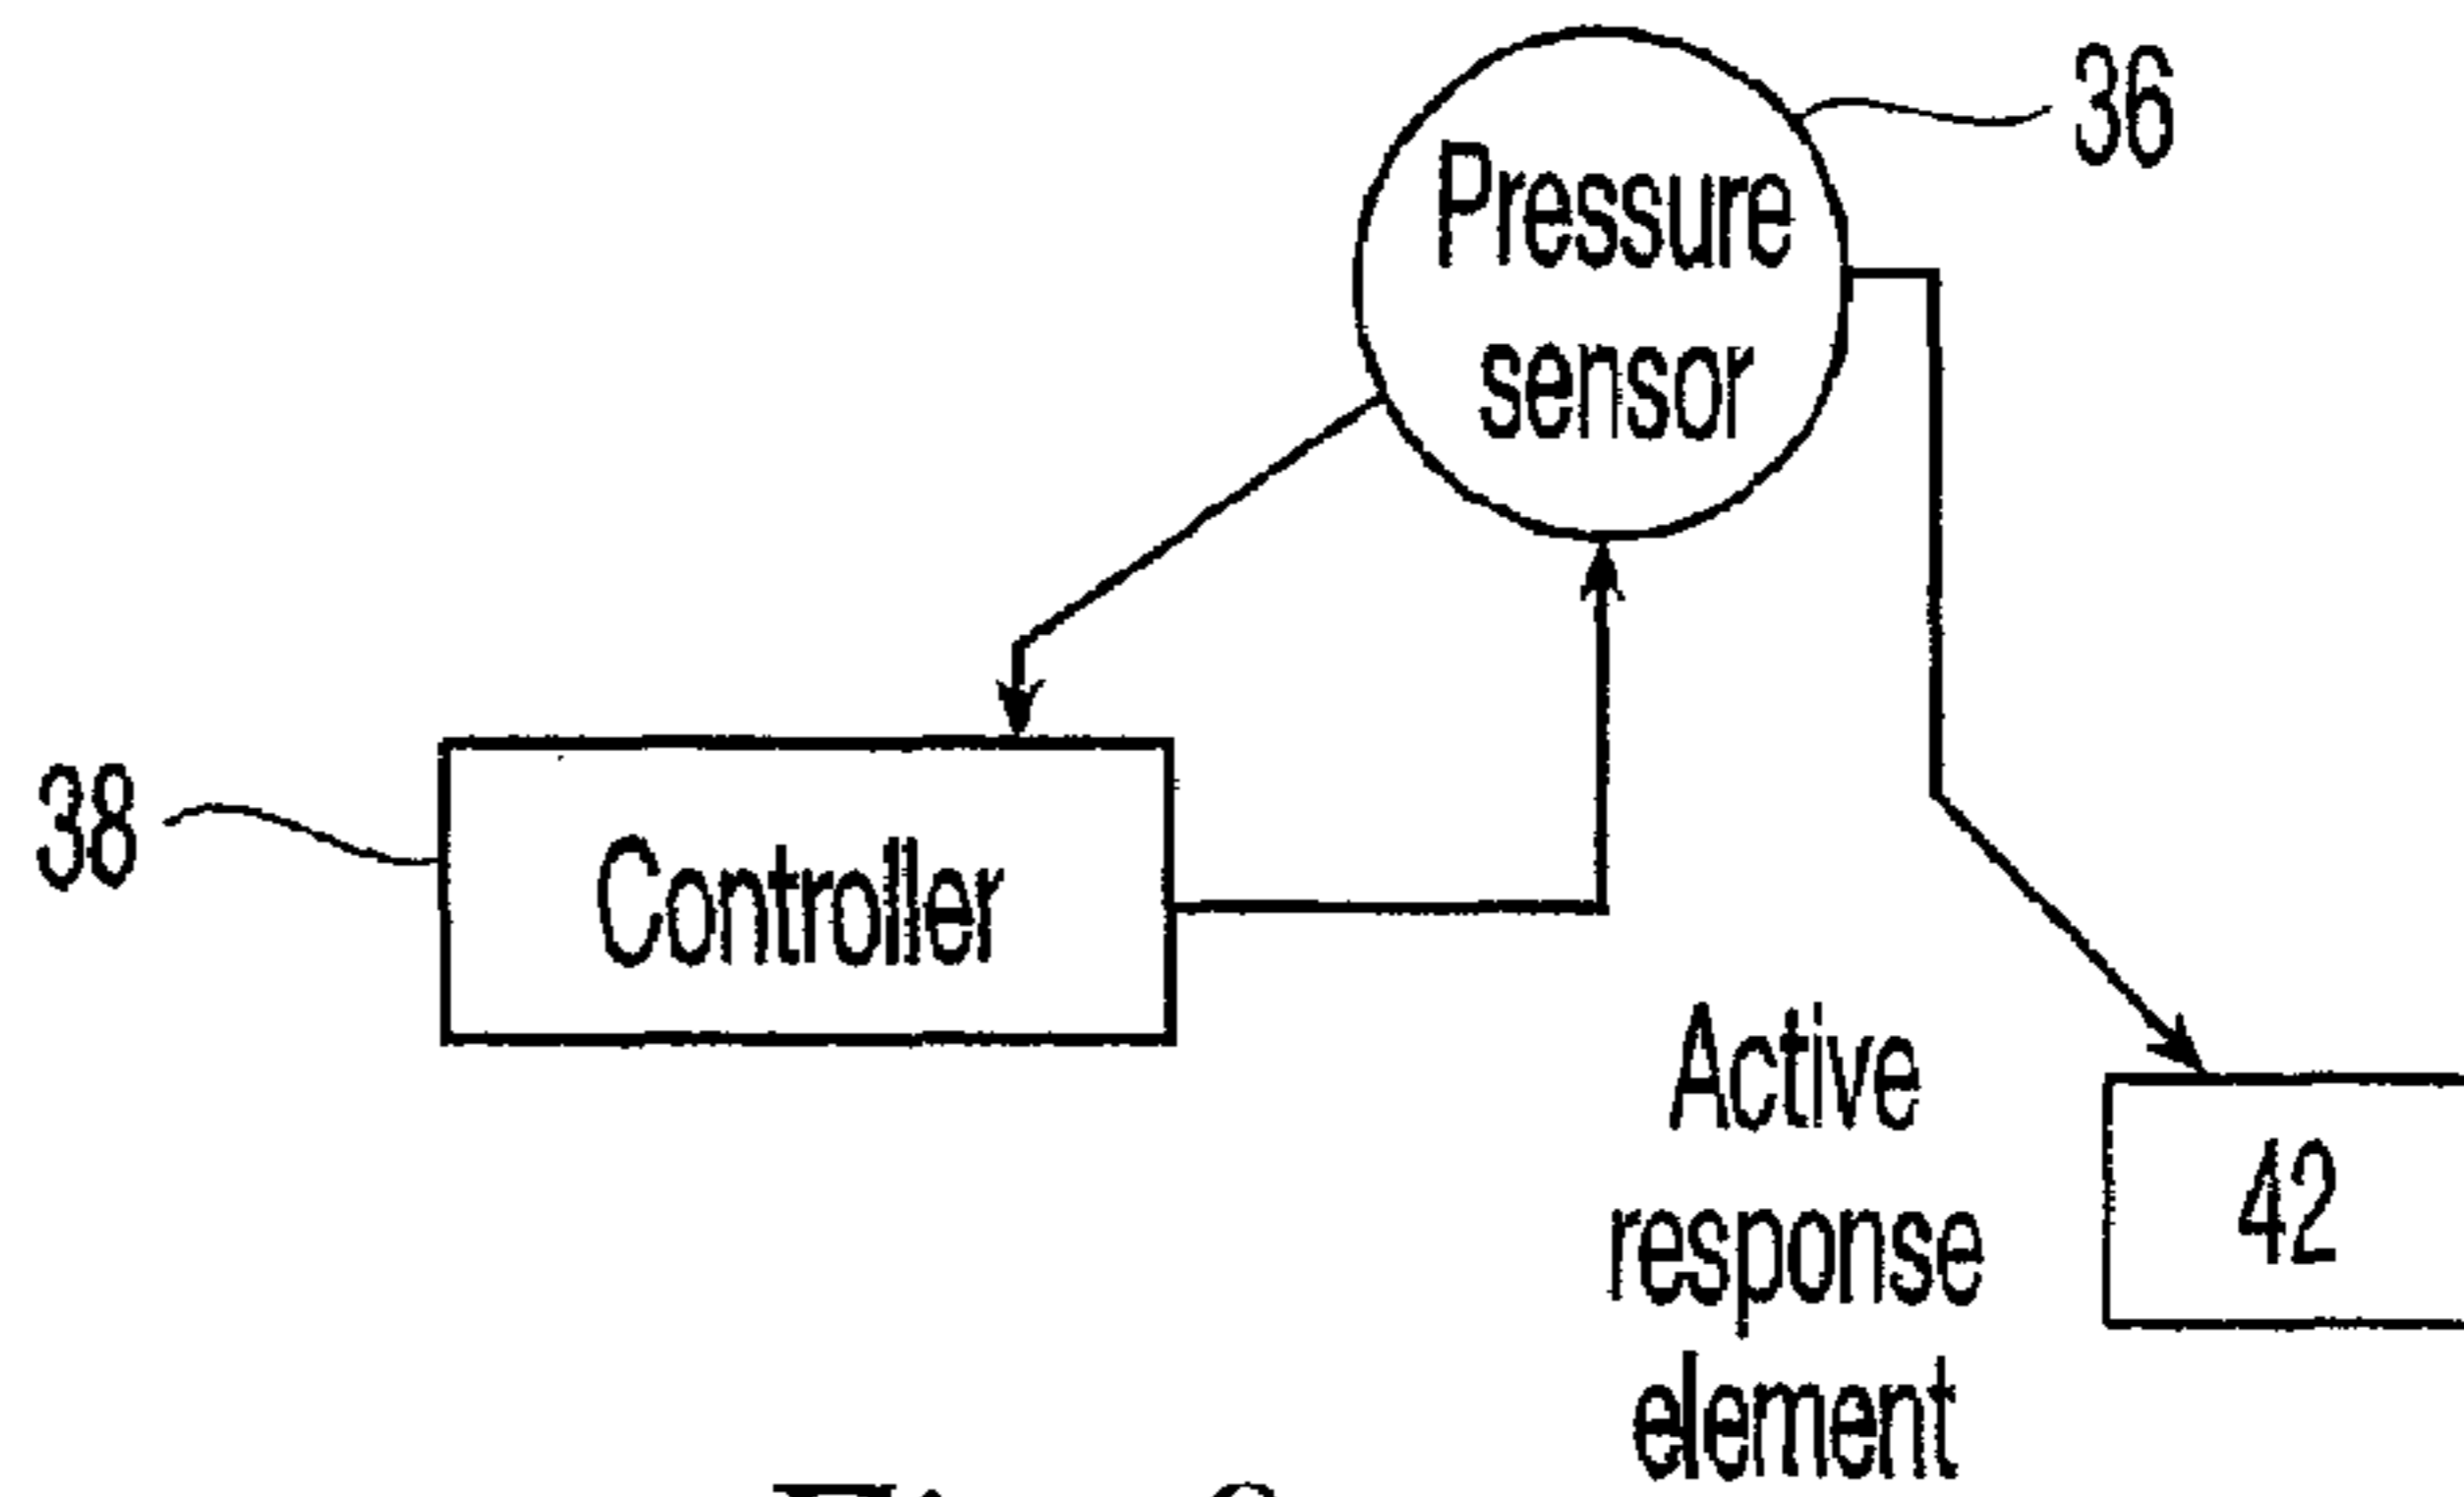 36
Pressure
sensor
38
Controller
Active
response
element
42